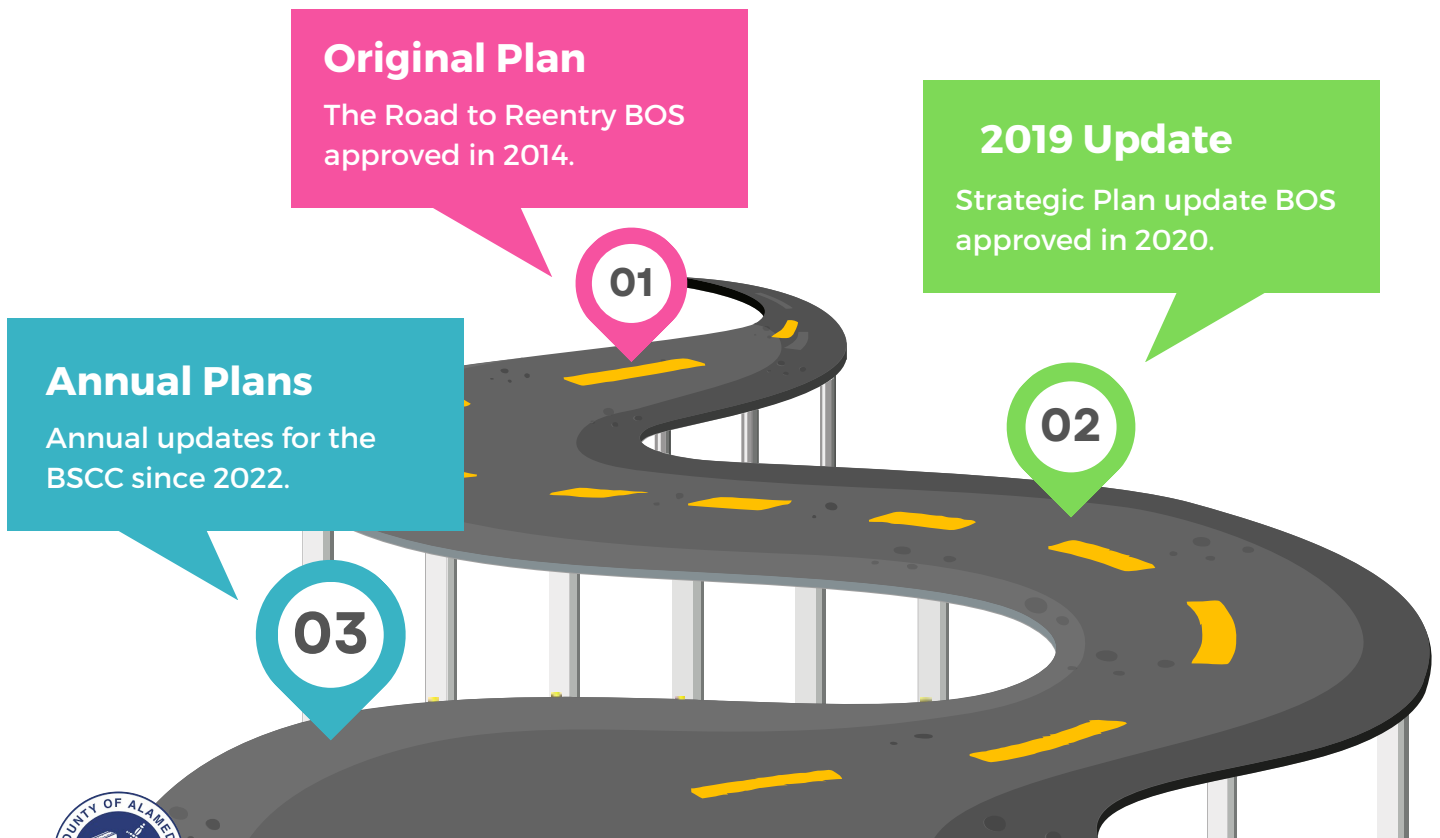 Original Plan
The Road to Reentry BOS
approved in 2014.
01
2019 Update
Strategic Plan update BOS
approved in 2020.
02
Annual Plans
Annual updates for the
BSCC since 2022.
03
OF